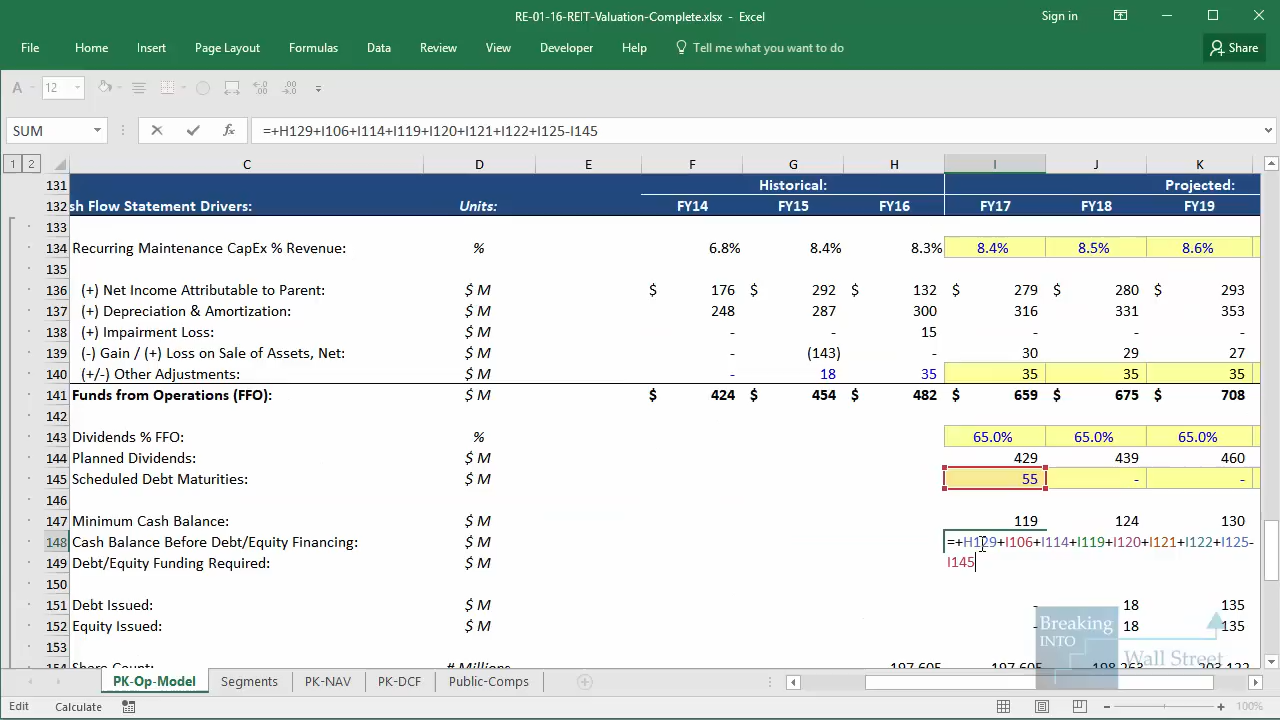 RE-01-16-REIT-Valuation-Complete.xlsx - Excel
Sign in
File Home Insert Page Layout Formulas Data Review View Developer Help Tell me what you want to do Share
A 12
SUM fx =+H129+I106+I114+I119+I120+I121+I122+I125-I145
1 2 C D E F G H I J K
131 Historical: Projected:
132 sh Flow Statement Drivers: Units: FY14 FY15 FY16 FY17 FY18 FY19
133
134 Recurring Maintenance CapEx % Revenue: % 6.8% 8.4% 8.3% 8.4% 8.5% 8.6%
135
136 (+) Net Income Attributable to Parent: $ M $ 176 $ 292 $ 132 $ 279 $ 280 $ 293
137 (+) Depreciation & Amortization: $ M 248 287 300 316 331 353
138 (+) Impairment Loss: $ M - - 15 - - -
139 (-) Gain / (+) Loss on Sale of Assets, Net: $ M - (143) - 30 29 27
140 (+/-) Other Adjustments: $ M - 18 35 35 35 35
141 Funds from Operations (FFO): $ M $ 424 $ 454 $ 482 $ 659 $ 675 $ 708
142
143 Dividends % FFO: % 65.0% 65.0% 65.0%
144 Planned Dividends: $ M 429 439 460
145 Scheduled Debt Maturities: $ M 55 - -
146
147 Minimum Cash Balance: $ M 119 124 130
148 Cash Balance Before Debt/Equity Financing: $ M =+H129+I106+I114+I119+I120+I121+I122+I125-
149 Debt/Equity Funding Required: $ M I145
150
151 Debt Issued: $ M - 18 135
152 Equity Issued: $ M - 18 135
153
154 Share Count: # Millions 197.605 197.605 198.263 203.122
Breaking
INTO
Wall Street
PK-Op-Model Segments PK-NAV PK-DCF Public-Comps
Edit Calculate 100%